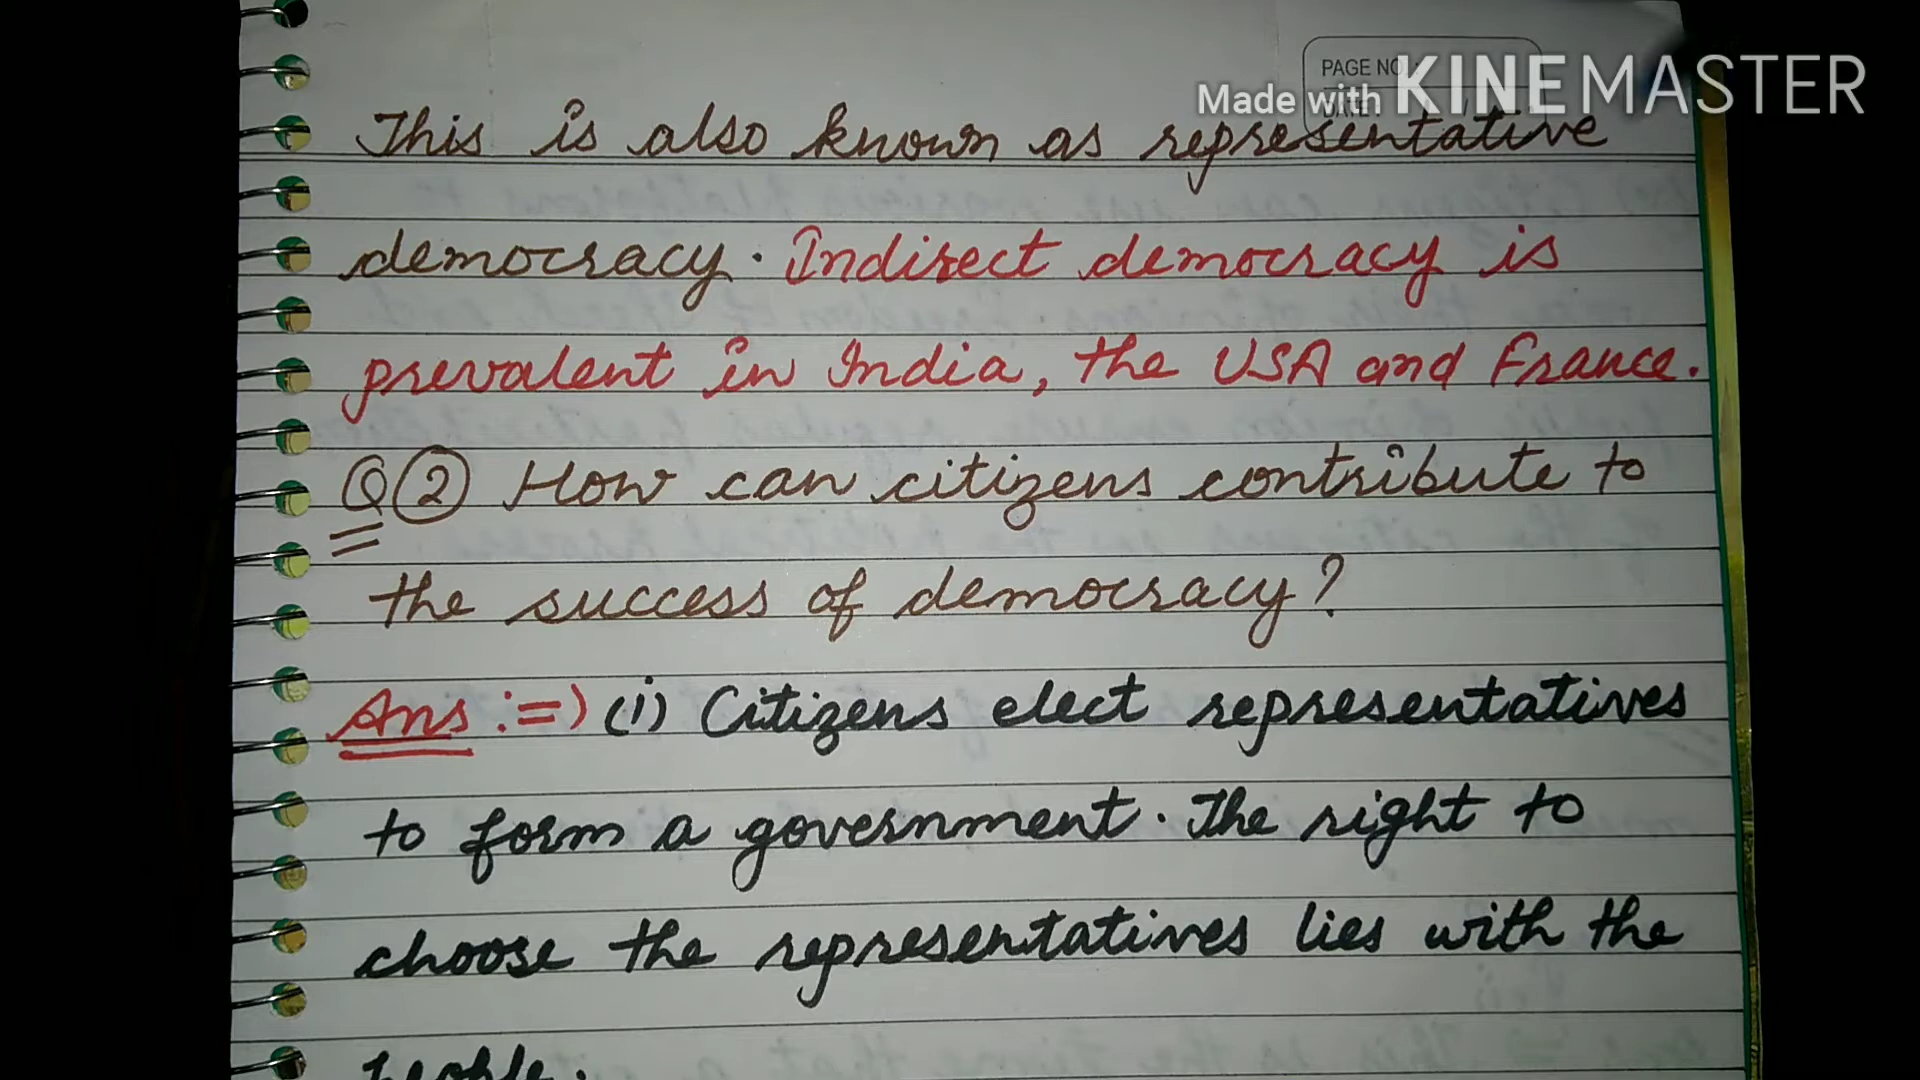 PAGE NO.:
DATE: / /
Made with KINEMASTER
This is also known as representative
democracy. Indirect democracy is
prevalent in India, the USA and France.
Q② How can citizens contribute to
the success of democracy?
Ans :=) (i) Citizens elect representatives
to form a government. The right to
choose the representatives lies with the
people.